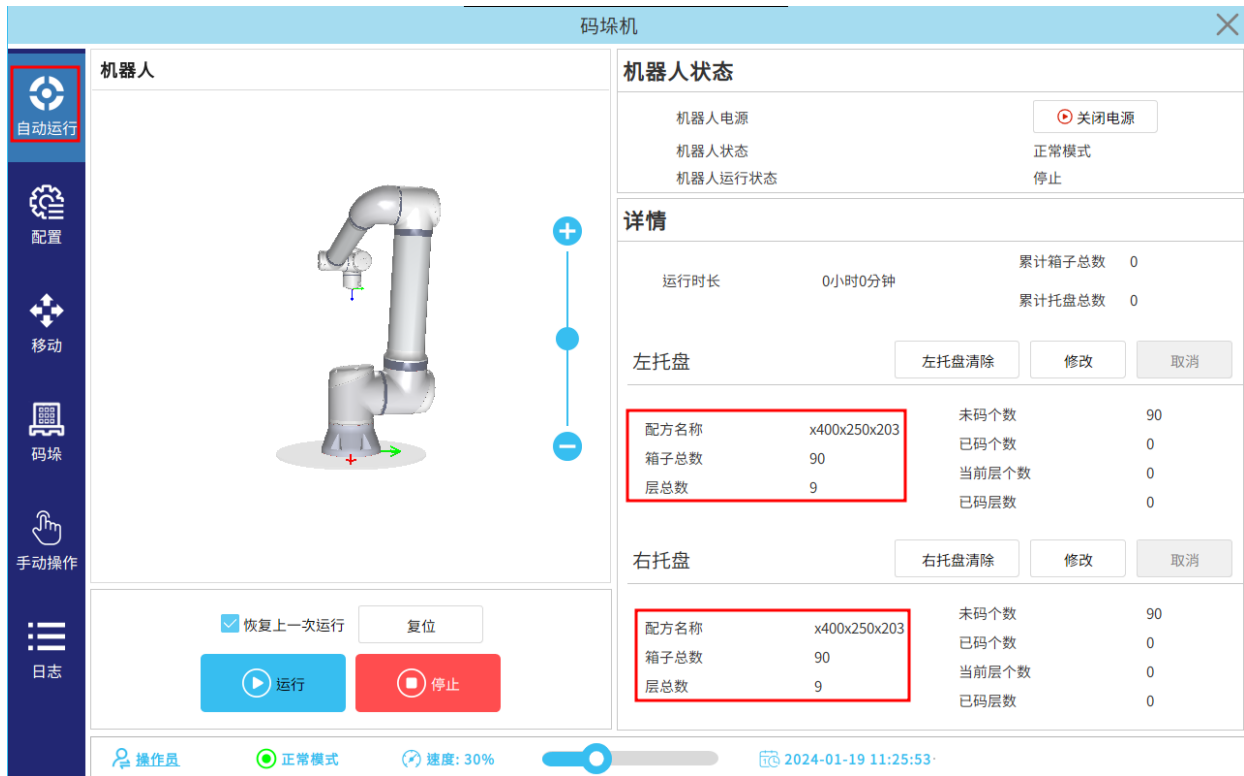 码垛机
自动运行
配置
移动
码垛
手动操作
日志
机器人
恢复上一次运行 复位
运行 停止
机器人状态
机器人电源 关闭电源
机器人状态 正常模式
机器人运行状态 停止
详情
运行时长 0小时0分钟
累计箱子总数 0
累计托盘总数 0
左托盘 左托盘清除 修改 取消
配方名称 x400x250x203
箱子总数 90
层总数 9
未码个数 90
已码个数 0
当前层个数 0
已码层数 0
右托盘 右托盘清除 修改 取消
配方名称 x400x250x203
箱子总数 90
层总数 9
未码个数 90
已码个数 0
当前层个数 0
已码层数 0
操作员 正常模式 速度: 30% 2024-01-19 11:25:53